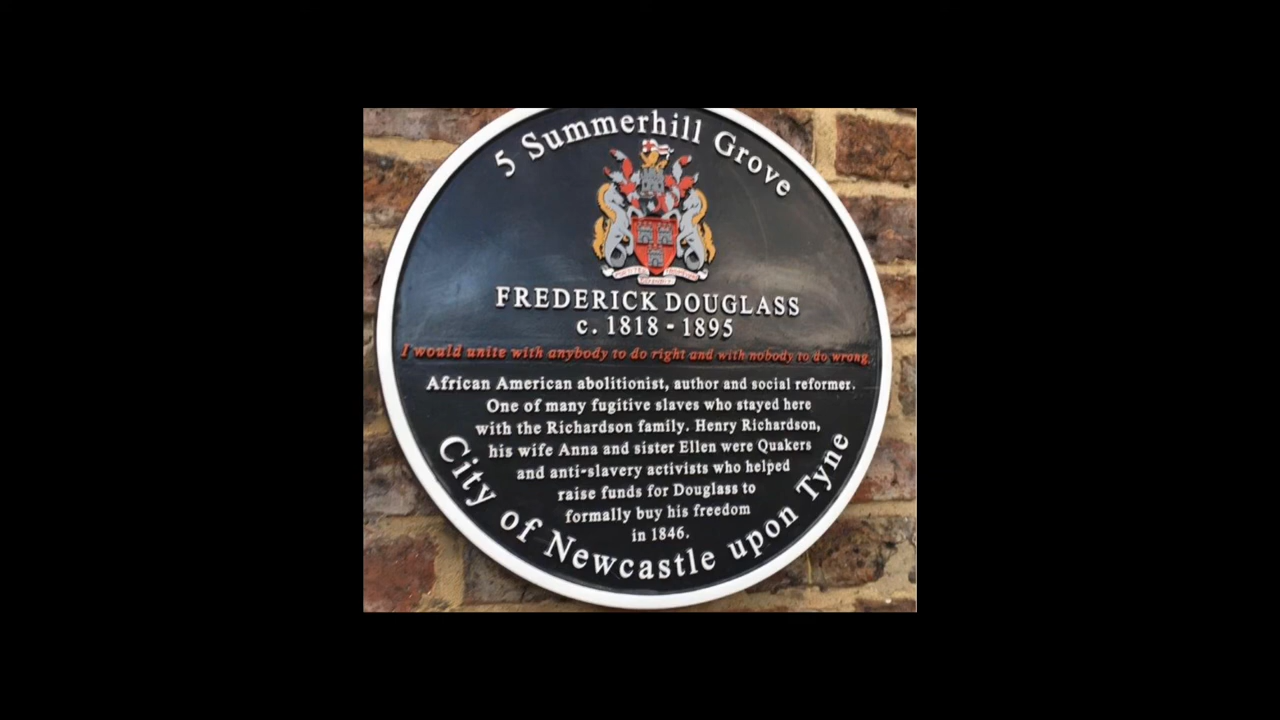 5 Summerhill Grove
FREDERICK DOUGLASS
c. 1818 - 1895
I would unite with anybody to do right and with nobody to do wrong.
African American abolitionist, author and social reformer.
One of many fugitive slaves who stayed here
with the Richardson family. Henry Richardson,
his wife Anna and sister Ellen were Quakers
and anti-slavery activists who helped
raise funds for Douglass to
formally buy his freedom
in 1846.
City of Newcastle upon Tyne